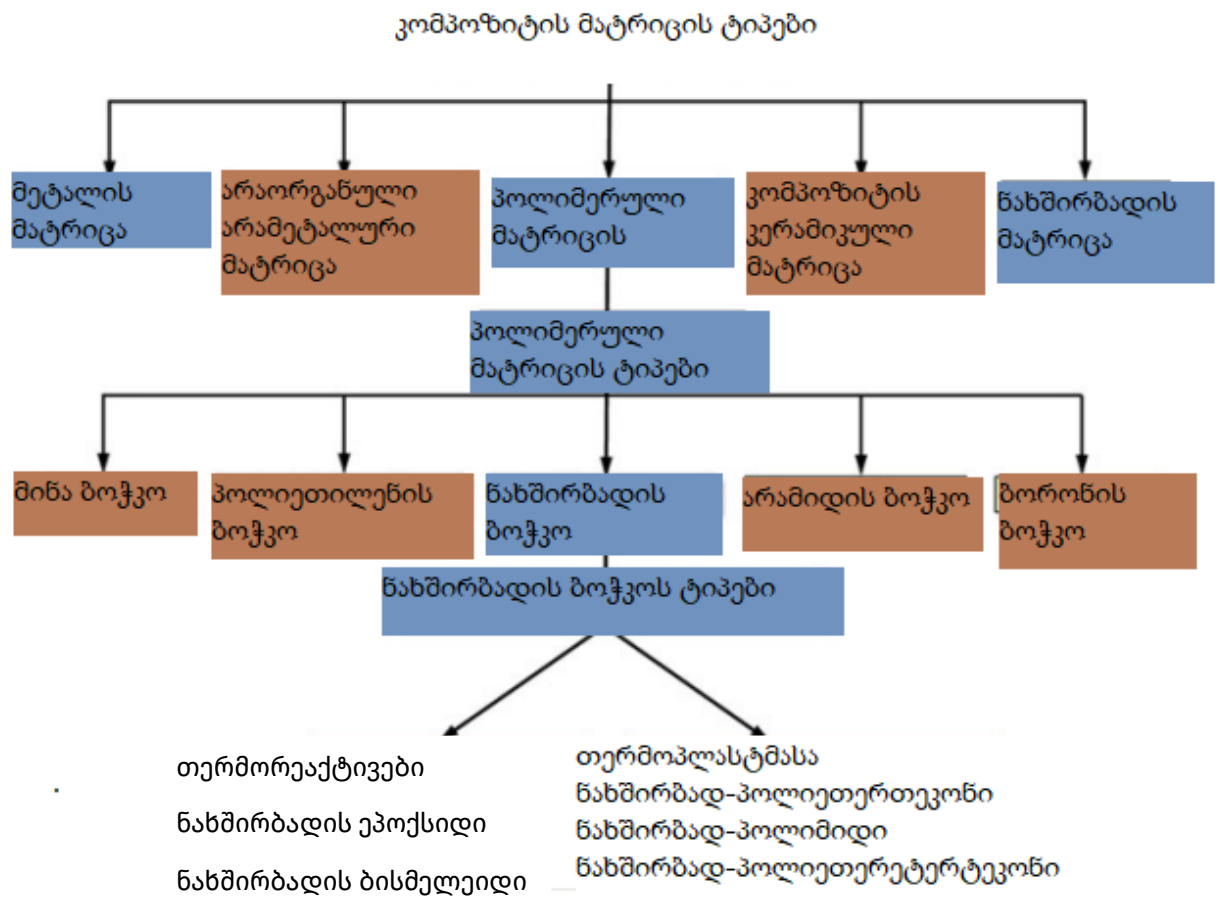 კომპოზიტის მატრიცის ტიპები
მეტალის
მატრიცა
არაორგანული
არამეტალური
მატრიცა
პოლიმერული
მატრიცის
კომპოზიტის
კერამიკული
მატრიცა
ნახშირბადის
მატრიცა
პოლიმერული
მატრიცის ტიპები
მინა ბოჭკო
პოლიეთილენის
ბოჭკო
ნახშირბადის
ბოჭკო
არამიდის ბოჭკო
ბორონის
ბოჭკო
ნახშირბადის ბოჭკოს ტიპები
თერმორეაქტივები
ნახშირბადის ეპოქსიდი
ნახშირბადის ბისმელეიდი
თერმოპლასტმასა
ნახშირბად-პოლიეთერთეკონი
ნახშირბად-პოლიმიდი
ნახშირბად-პოლიეთერეტერტეკონი